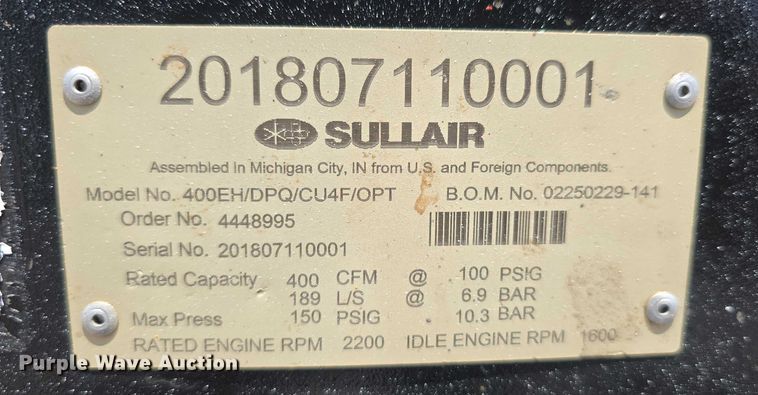 201807110001
SULLAIR
Assembled in Michigan City, IN from U.S. and Foreign Components.
Model No. 400EH/DPQ/CU4F/OPT B.O.M. No. 02250229-141
Order No. 4448995
Serial No. 201807110001
Rated Capacity 400 CFM @ 100 PSIG
189 L/S @ 6.9 BAR
Max Press 150 PSIG 10.3 BAR
RATED ENGINE RPM 2200 IDLE ENGINE RPM 1600
Purple Wave Auction